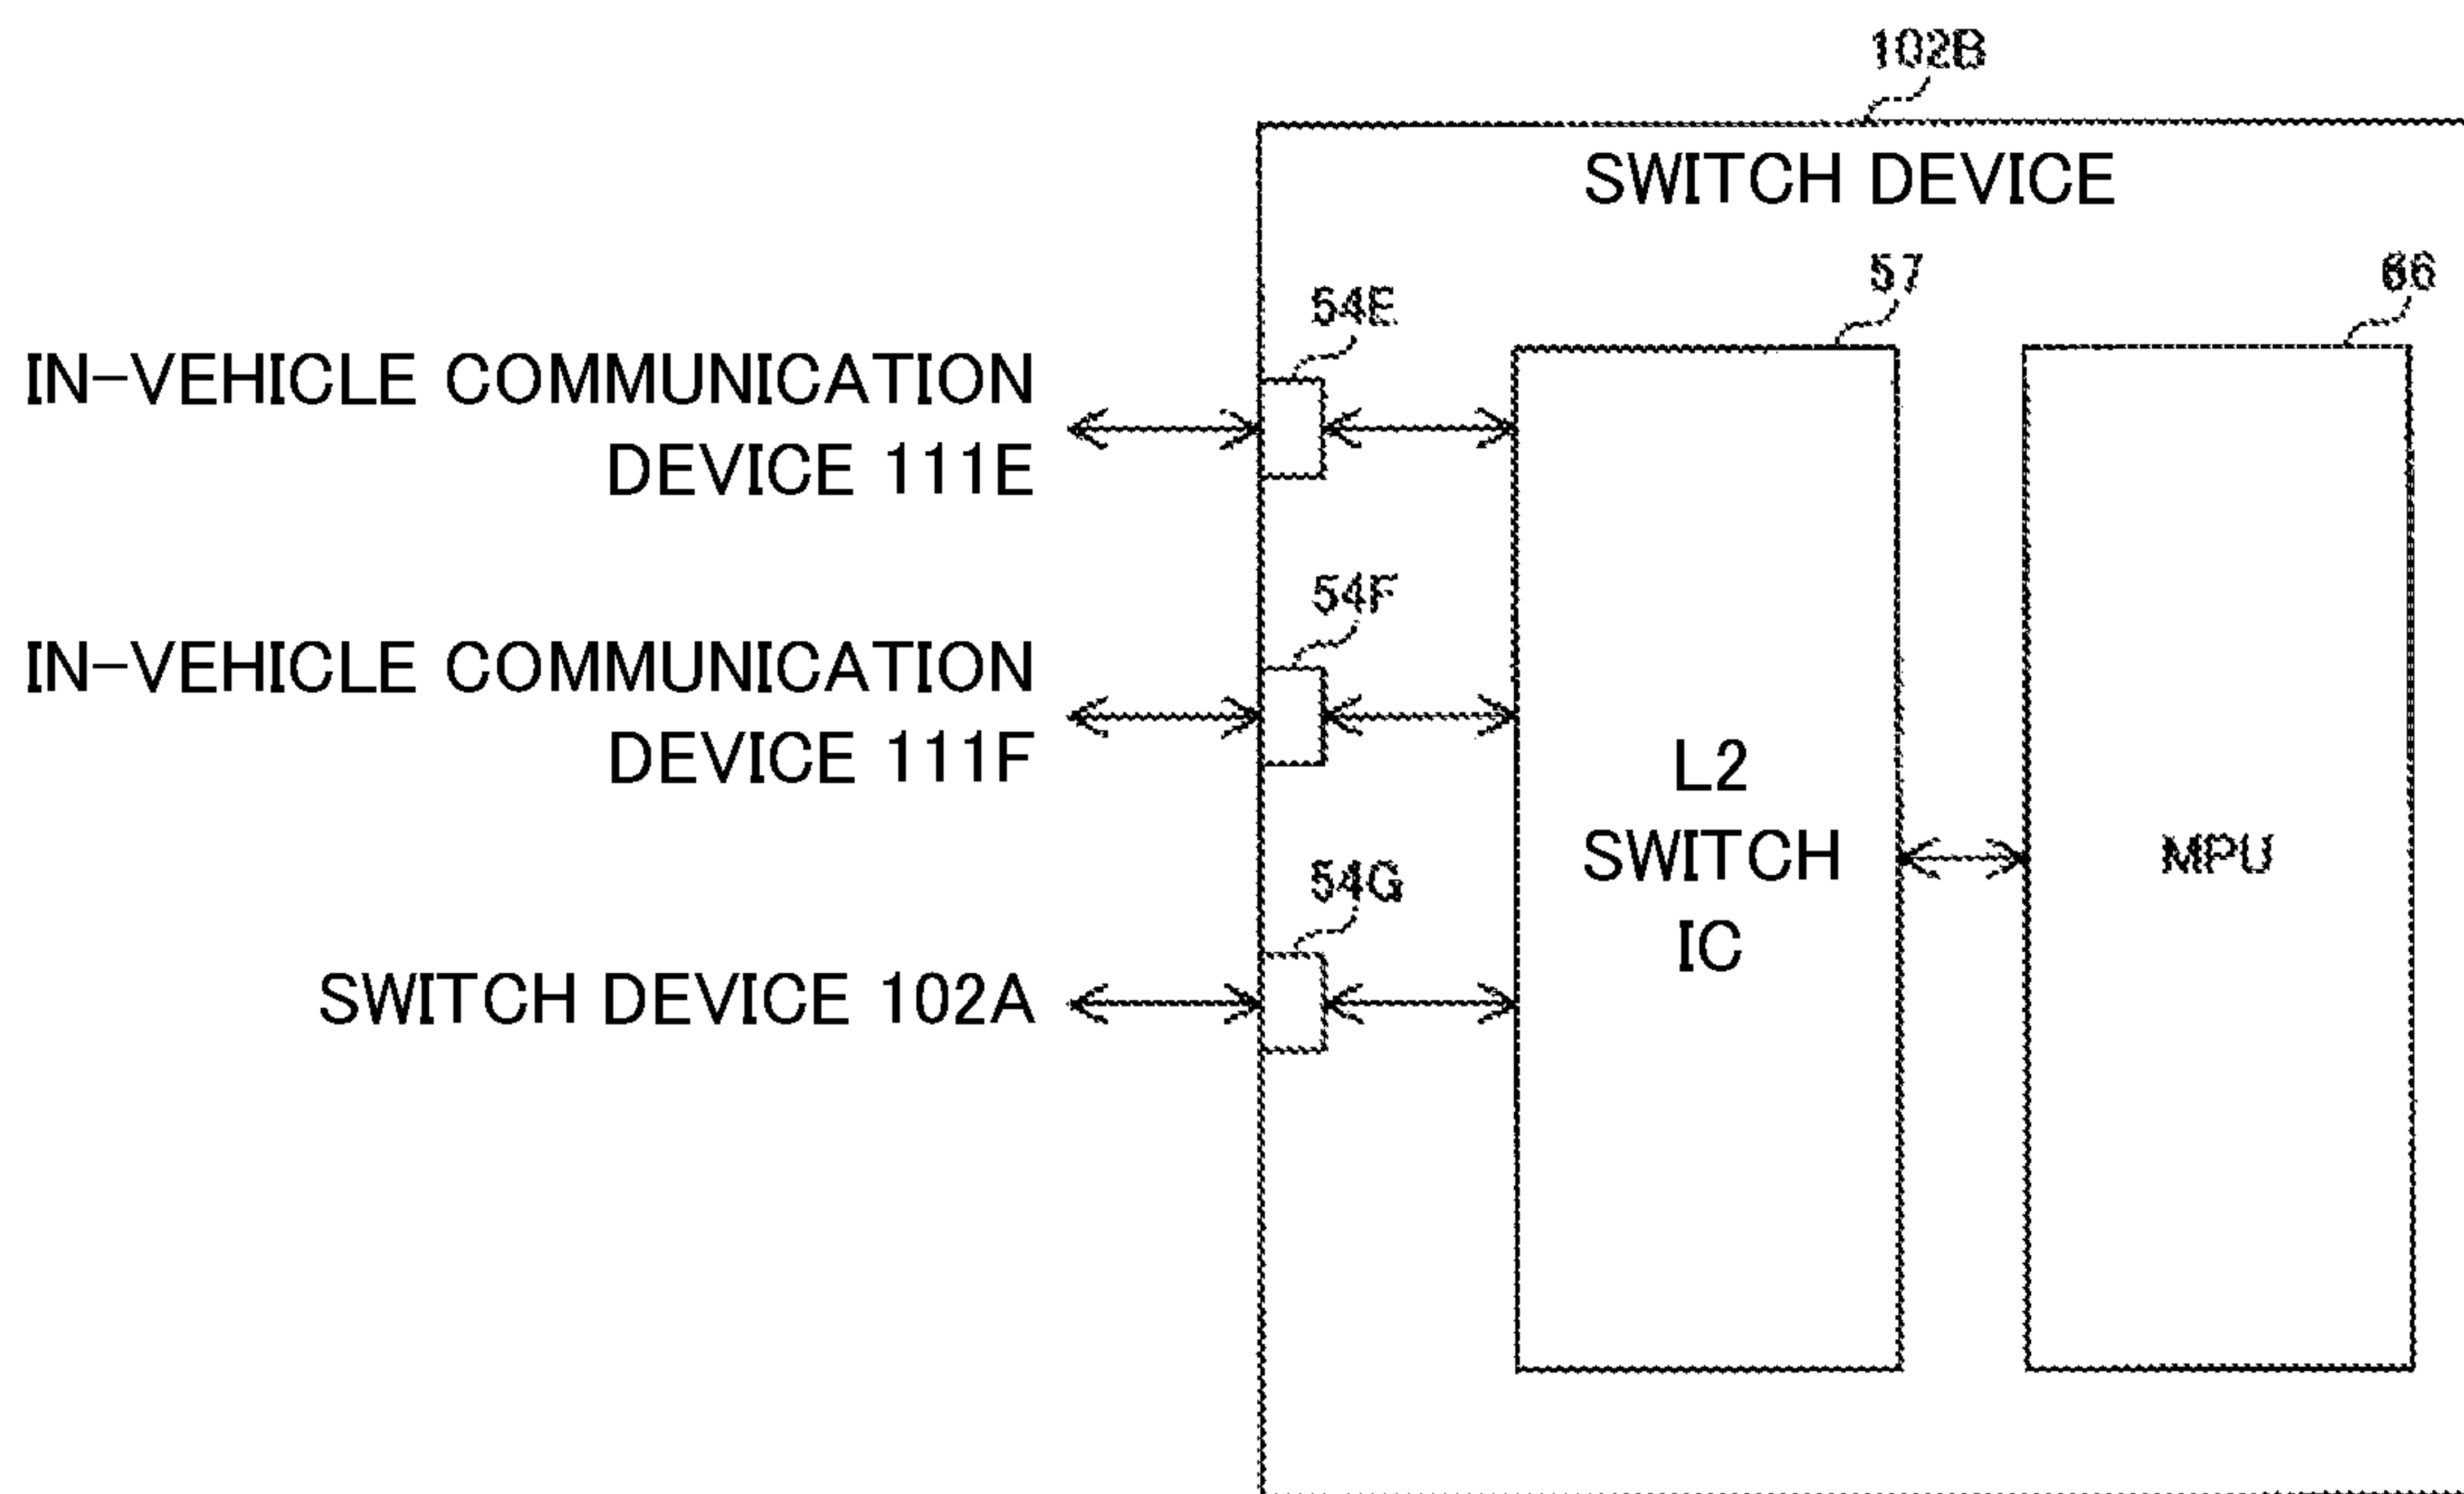 102B
SWITCH DEVICE
57
54E
IN-VEHICLE COMMUNICATION
DEVICE 111E
54F
IN-VEHICLE COMMUNICATION
DEVICE 111F
L2
SWITCH
IC
MPU
54G
SWITCH DEVICE 102A